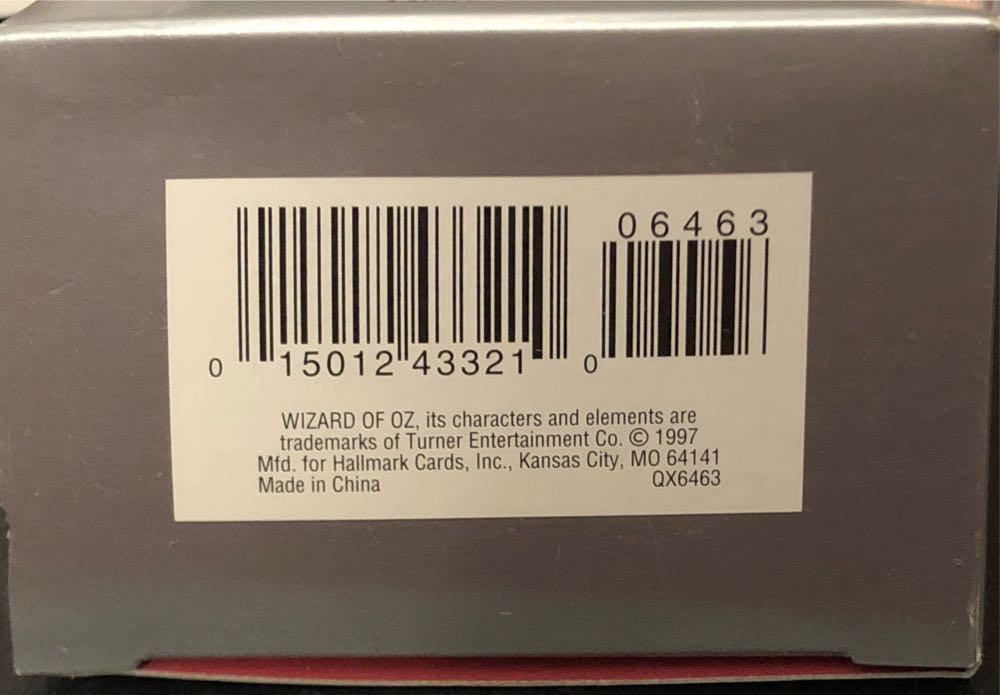 06463
0 15012 43321 0
WIZARD OF OZ, its characters and elements are
trademarks of Turner Entertainment Co. © 1997
Mfd. for Hallmark Cards, Inc., Kansas City, MO 64141
Made in China QX6463